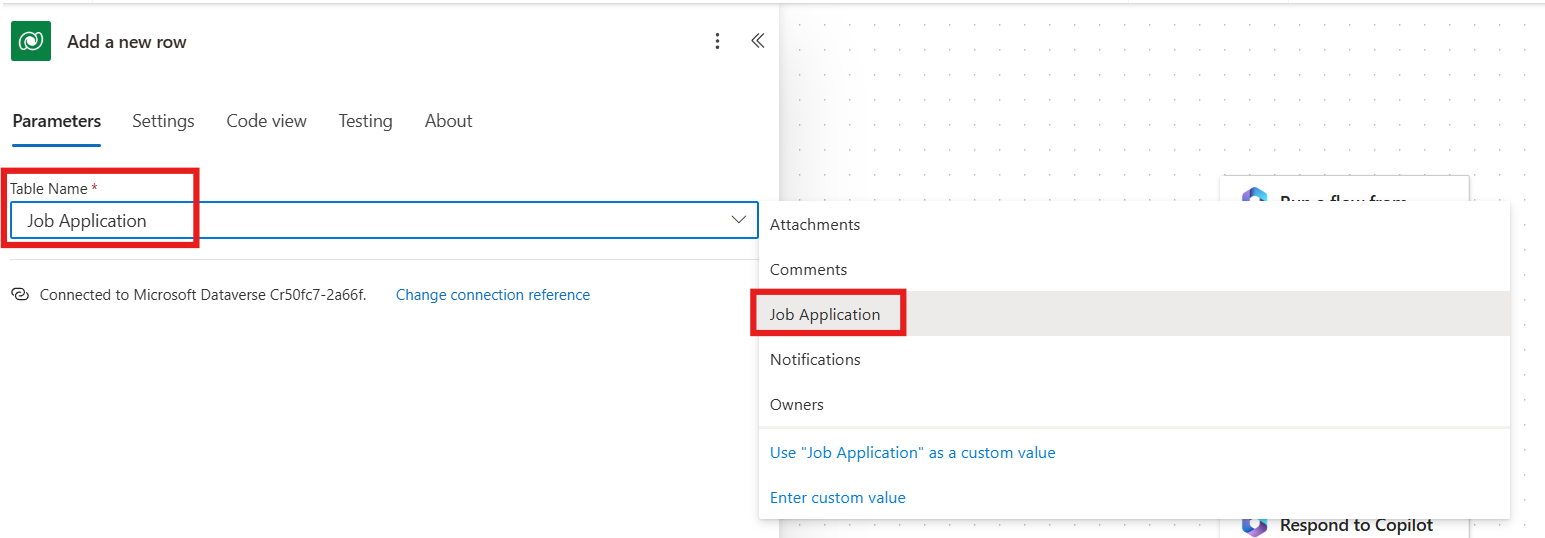 Add a new row
Parameters Settings Code view Testing About
Table Name *
Job Application
Connected to Microsoft Dataverse Cr50fc7-2a66f. Change connection reference
Run a flow from
Attachments
Comments
Job Application
Notifications
Owners
Use "Job Application" as a custom value
Enter custom value
Respond to Copilot